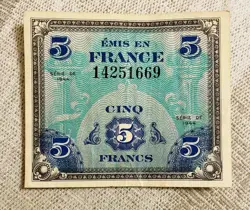 5 ÉMIS EN 5
FRANCE
14251669
SÉRIE DE 1944 SÉRIE DE 1944
CINQ
5 5 5
FRANCS